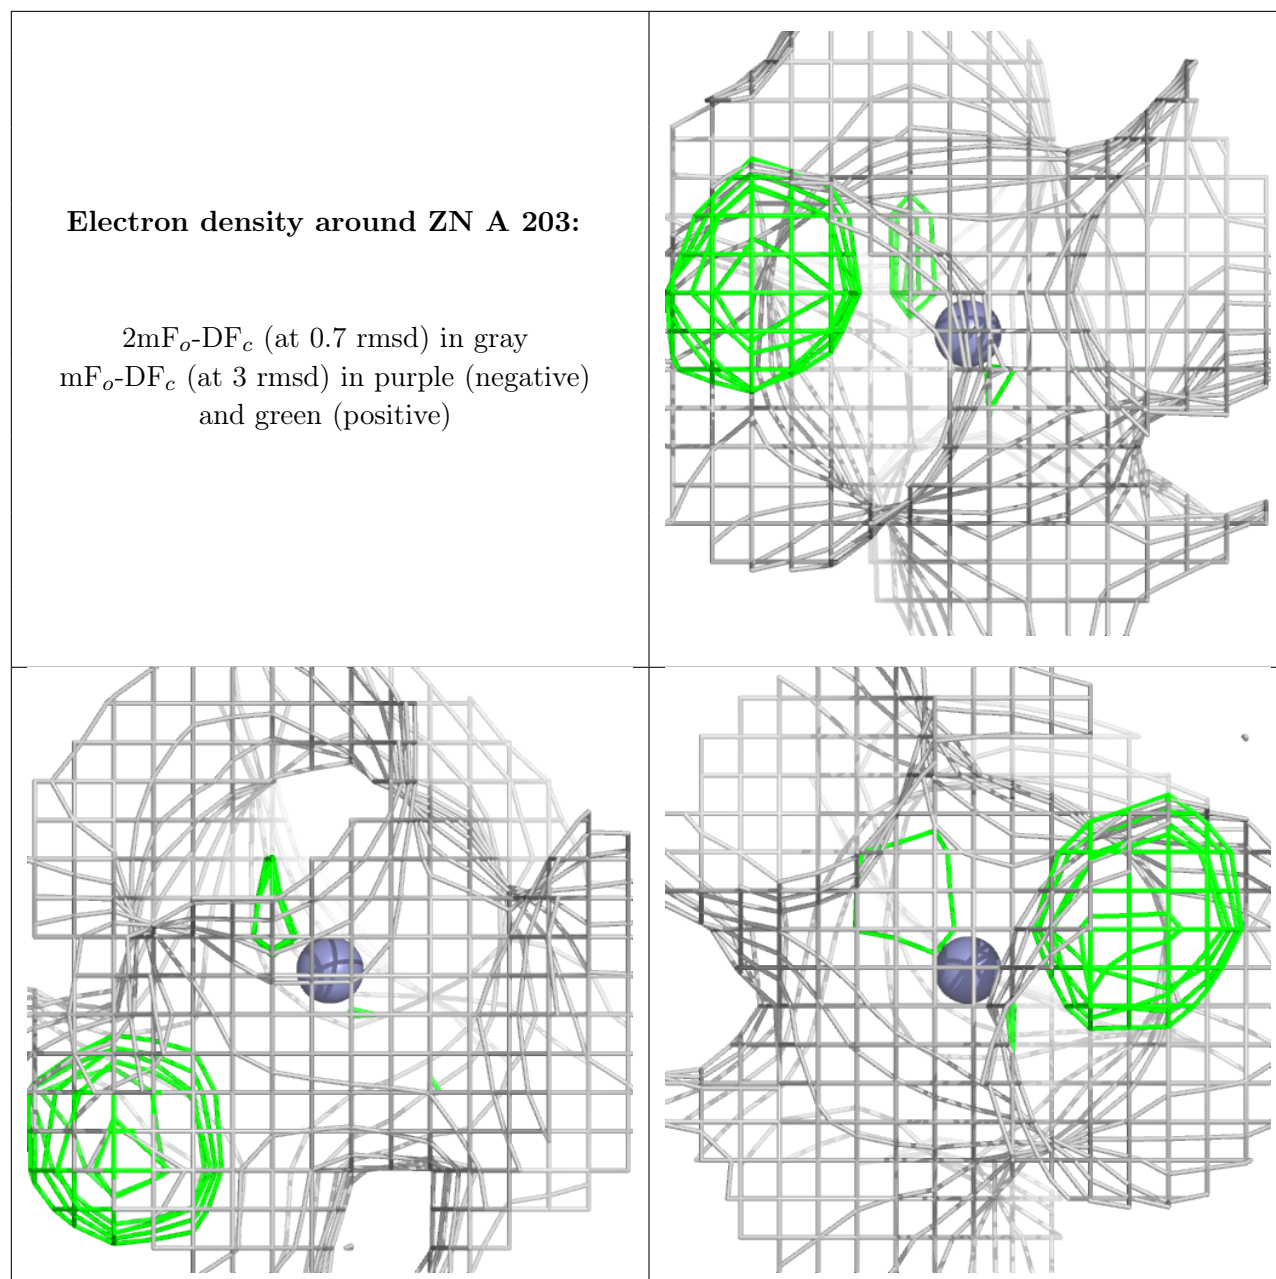 Electron density around ZN A 203:
2mFo-DFc (at 0.7 rmsd) in gray
mFo-DFc (at 3 rmsd) in purple (negative)
and green (positive)